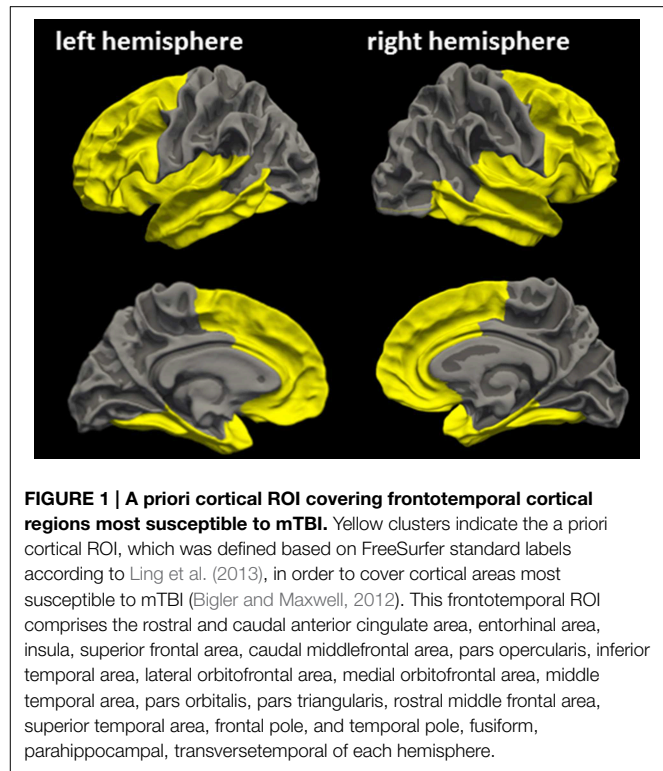 left hemisphere right hemisphere
FIGURE 1 | A priori cortical ROI covering frontotemporal cortical
regions most susceptible to mTBI. Yellow clusters indicate the a priori
cortical ROI, which was defined based on FreeSurfer standard labels
according to Ling et al. (2013), in order to cover cortical areas most
susceptible to mTBI (Bigler and Maxwell, 2012). This frontotemporal ROI
comprises the rostral and caudal anterior cingulate area, entorhinal area,
insula, superior frontal area, caudal middlefrontal area, pars opercularis, inferior
temporal area, lateral orbitofrontal area, medial orbitofrontal area, middle
temporal area, pars orbitalis, pars triangularis, rostral middle frontal area,
superior temporal area, frontal pole, and temporal pole, fusiform,
parahippocampal, transversetemporal of each hemisphere.